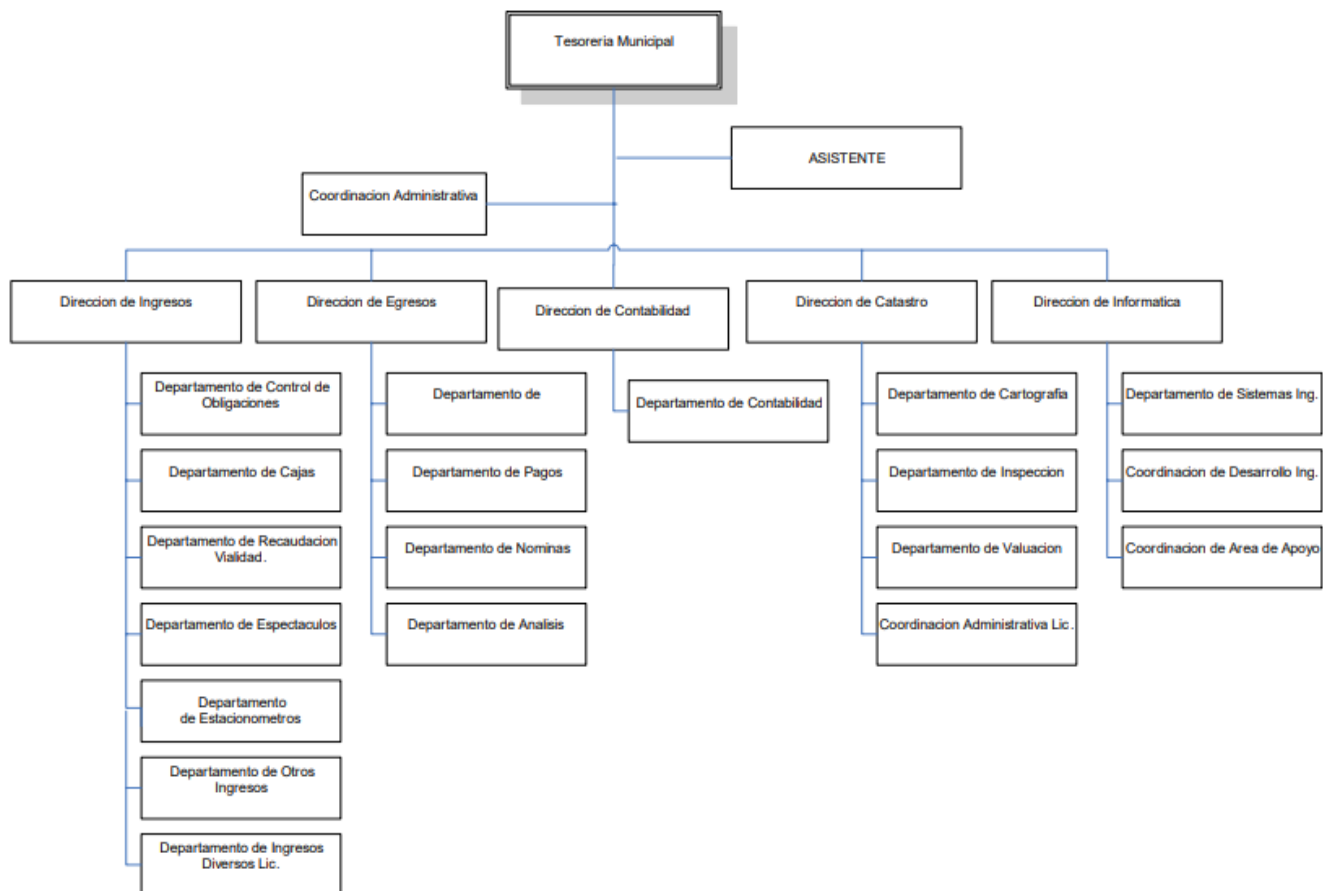 Tesoreria Municipal
ASISTENTE
Coordinacion Administrativa
Direccion de Ingresos
Direccion de Egresos
Direccion de Contabilidad
Direccion de Catastro
Direccion de Informatica
Departamento de Control de
Obligaciones
Departamento de Cajas
Departamento de Recaudacion
Vialidad.
Departamento de Espectaculos
Departamento
de Estacionometros
Departamento de Otros
Ingresos
Departamento de Ingresos
Diversos Lic.
Departamento de
Departamento de Pagos
Departamento de Nominas
Departamento de Analisis
Departamento de Contabilidad
Departamento de Cartografia
Departamento de Inspeccion
Departamento de Valuacion
Coordinacion Administrativa Lic.
Departamento de Sistemas Ing.
Coordinacion de Desarrollo Ing.
Coordinacion de Area de Apoyo